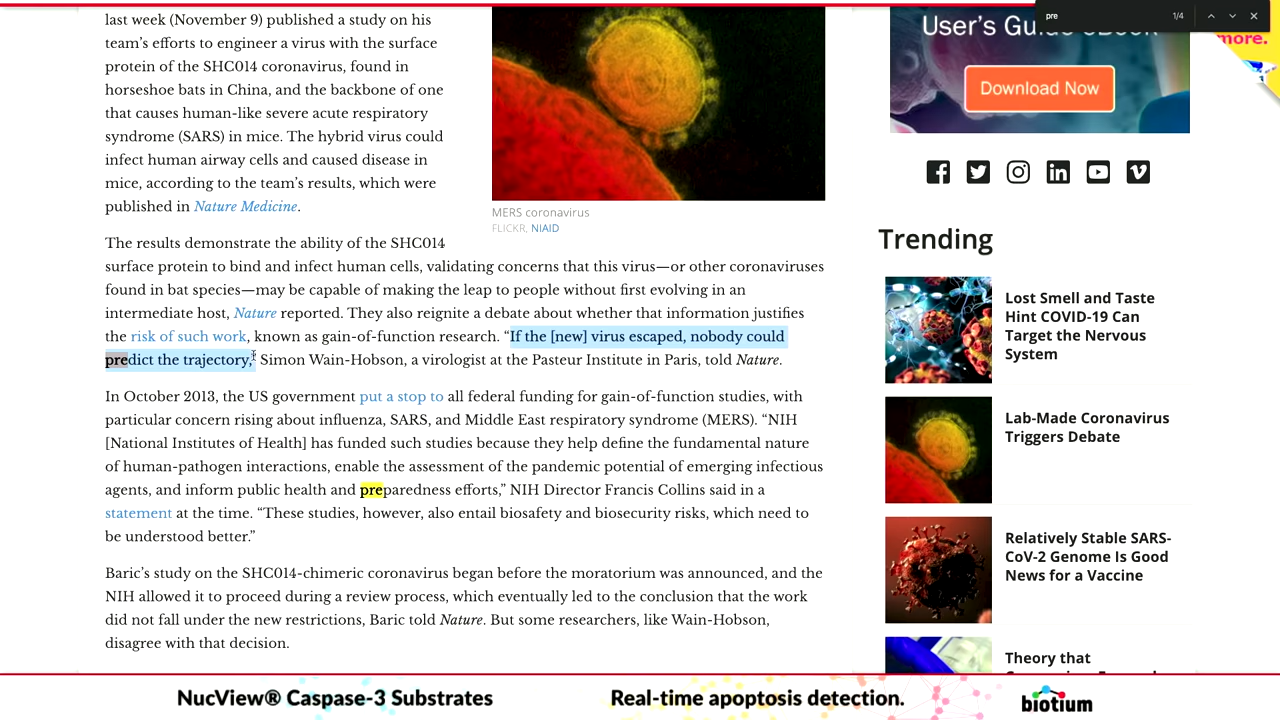 last week (November 9) published a study on his
team’s efforts to engineer a virus with the surface
protein of the SHC014 coronavirus, found in
horseshoe bats in China, and the backbone of one
that causes human-like severe acute respiratory
syndrome (SARS) in mice. The hybrid virus could
infect human airway cells and caused disease in
mice, according to the team’s results, which were
published in Nature Medicine.
MERS coronavirus
FLICKR, NIAID
The results demonstrate the ability of the SHC014
surface protein to bind and infect human cells, validating concerns that this virus—or other coronaviruses
found in bat species—may be capable of making the leap to people without first evolving in an
intermediate host, Nature reported. They also reignite a debate about whether that information justifies
the risk of such work, known as gain-of-function research. “If the [new] virus escaped, nobody could
predict the trajectory,” Simon Wain-Hobson, a virologist at the Pasteur Institute in Paris, told Nature.
In October 2013, the US government put a stop to all federal funding for gain-of-function studies, with
particular concern rising about influenza, SARS, and Middle East respiratory syndrome (MERS). “NIH
[National Institutes of Health] has funded such studies because they help define the fundamental nature
of human-pathogen interactions, enable the assessment of the pandemic potential of emerging infectious
agents, and inform public health and preparedness efforts,” NIH Director Francis Collins said in a
statement at the time. “These studies, however, also entail biosafety and biosecurity risks, which need to
be understood better.”
Baric’s study on the SHC014-chimeric coronavirus began before the moratorium was announced, and the
NIH allowed it to proceed during a review process, which eventually led to the conclusion that the work
did not fall under the new restrictions, Baric told Nature. But some researchers, like Wain-Hobson,
disagree with that decision.
pre 1/4
more.
User’s Guide eBook
Download Now
Trending
Lost Smell and Taste
Hint COVID-19 Can
Target the Nervous
System
Lab-Made Coronavirus
Triggers Debate
Relatively Stable SARS-
CoV-2 Genome Is Good
News for a Vaccine
Theory that
NucView® Caspase-3 Substrates Real-time apoptosis detection. biotium